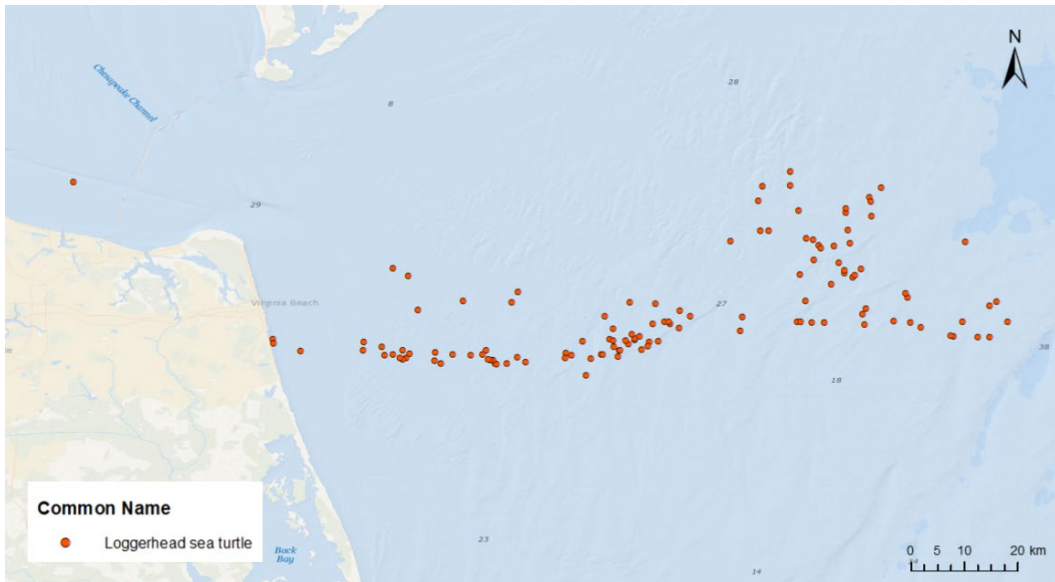 N
28
8
Chesapeake Channel
29
Virginia Beach
27
38
18
Common Name
Loggerhead sea turtle
23
Back
Bay
0 5 10 20 km
14